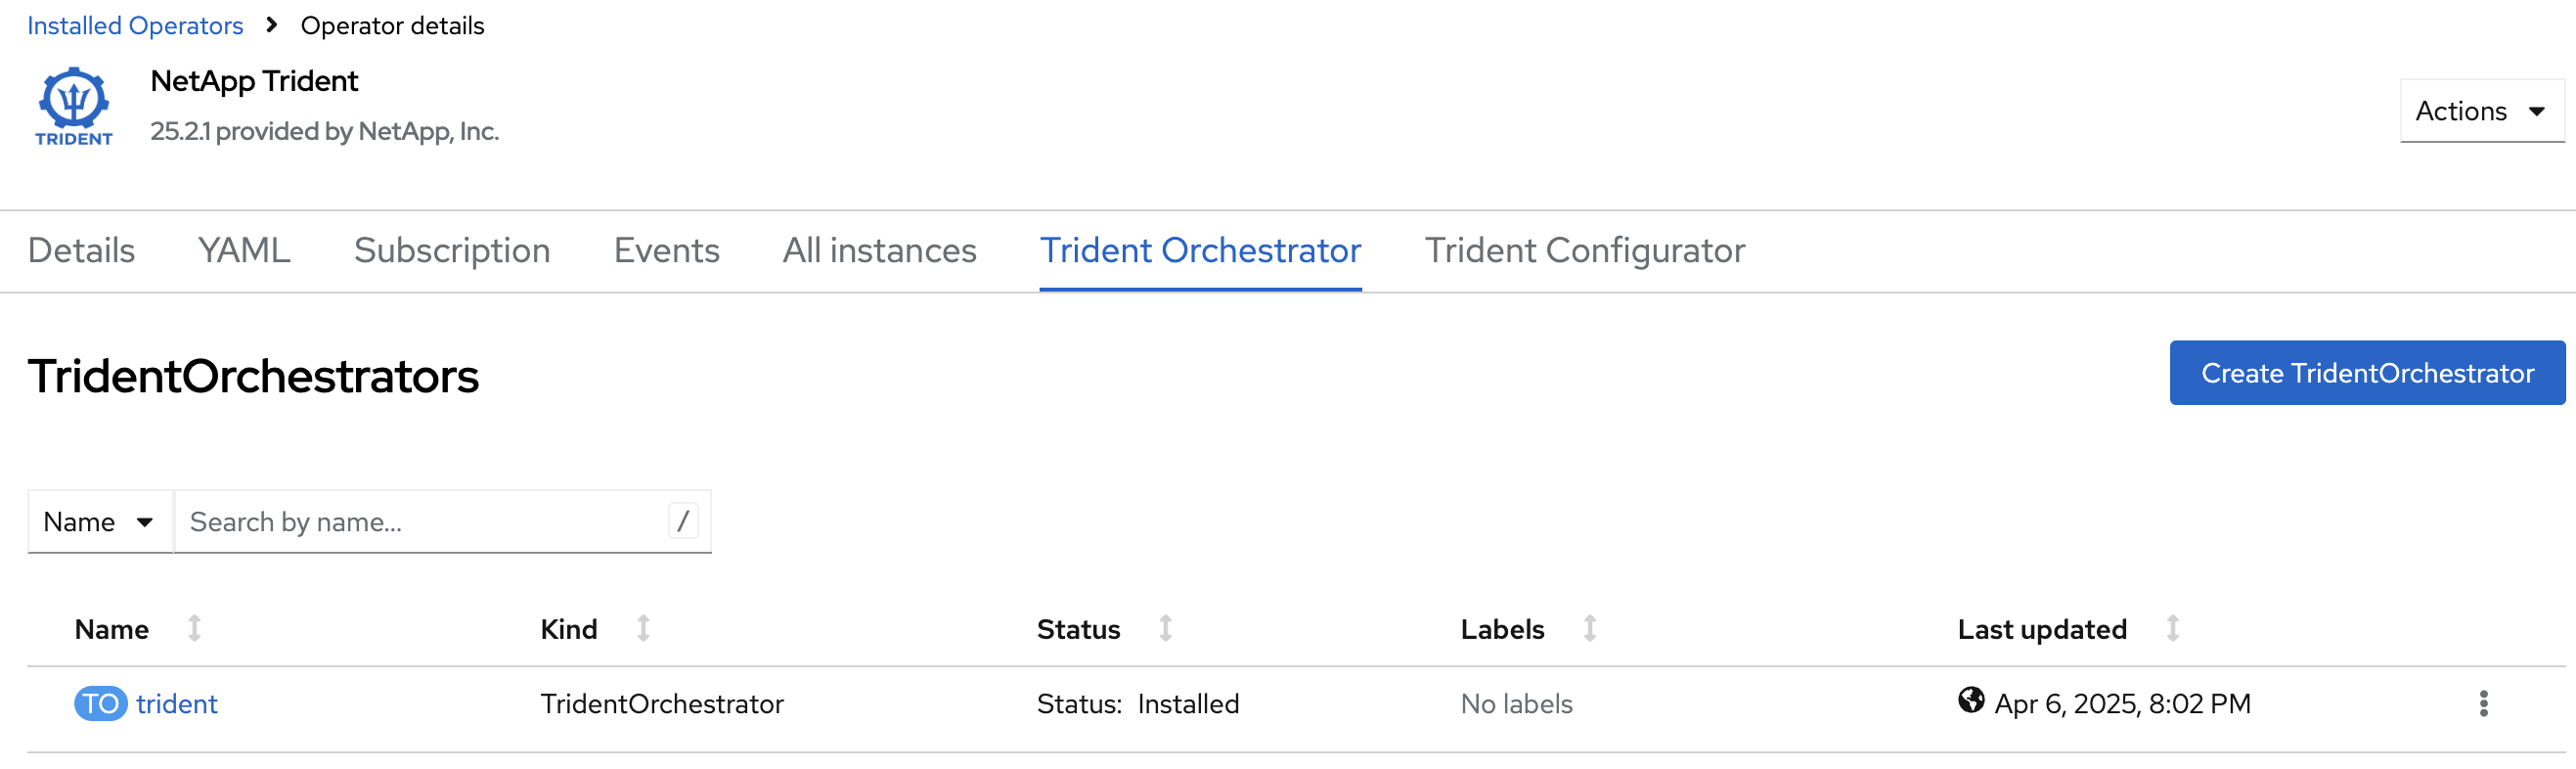 Installed Operators > Operator details
TRIDENT
NetApp Trident
25.2.1 provided by NetApp, Inc.
Actions
Details YAML Subscription Events All instances Trident Orchestrator Trident Configurator
TridentOrchestrators
Create TridentOrchestrator
Name Search by name... /
Name Kind Status Labels Last updated
TO trident TridentOrchestrator Status: Installed No labels Apr 6, 2025, 8:02 PM